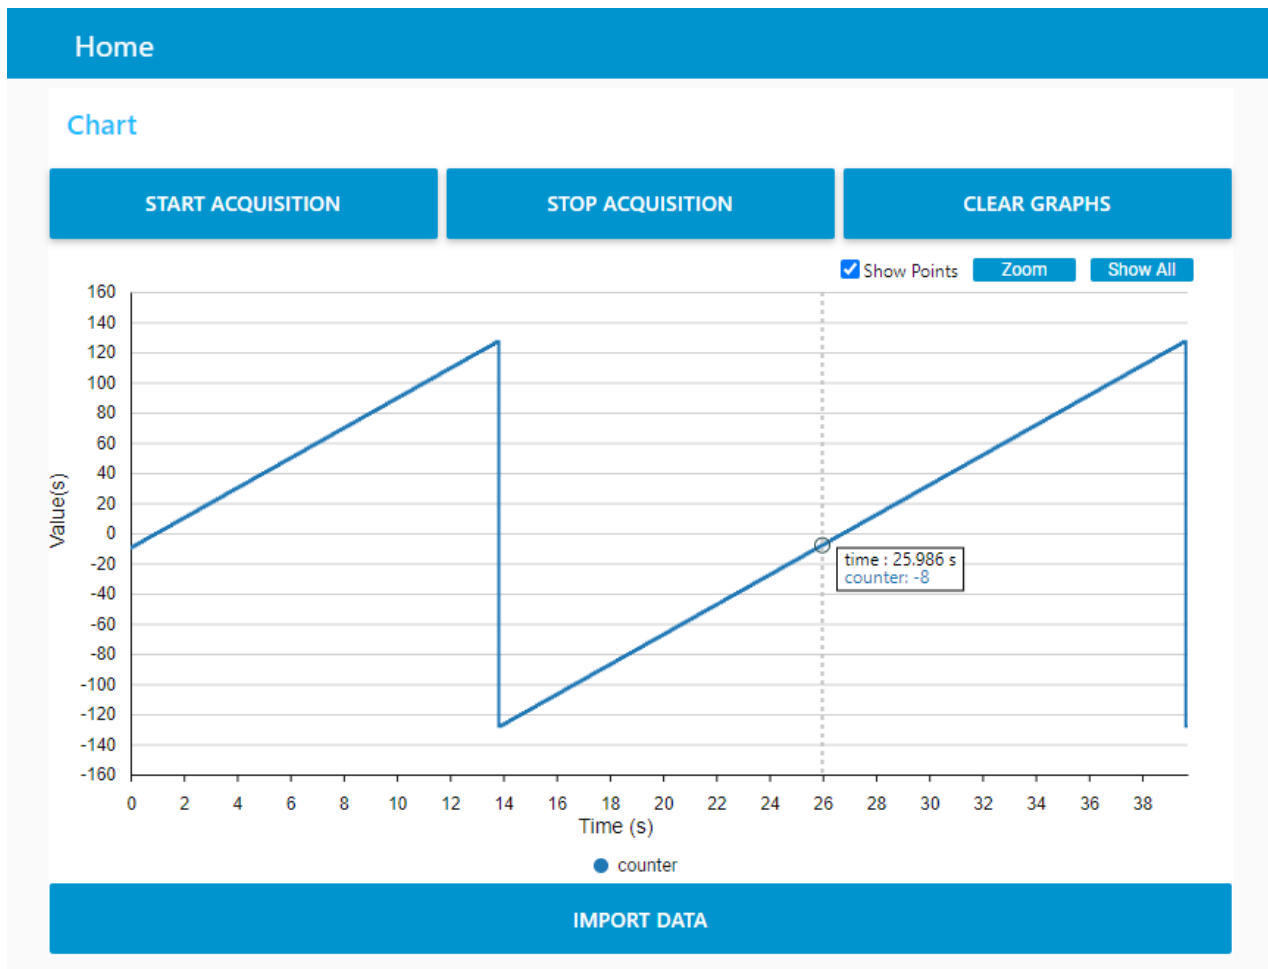 Home
Chart
START ACQUISITION
STOP ACQUISITION
CLEAR GRAPHS
Show Points
Zoom
Show All
Value(s)
160
140
120
100
80
60
40
20
0
-20
-40
-60
-80
-100
-120
-140
-160
time : 25.986 s
counter: -8
0 2 4 6 8 10 12 14 16 18 20 22 24 26 28 30 32 34 36 38
Time (s)
counter
IMPORT DATA